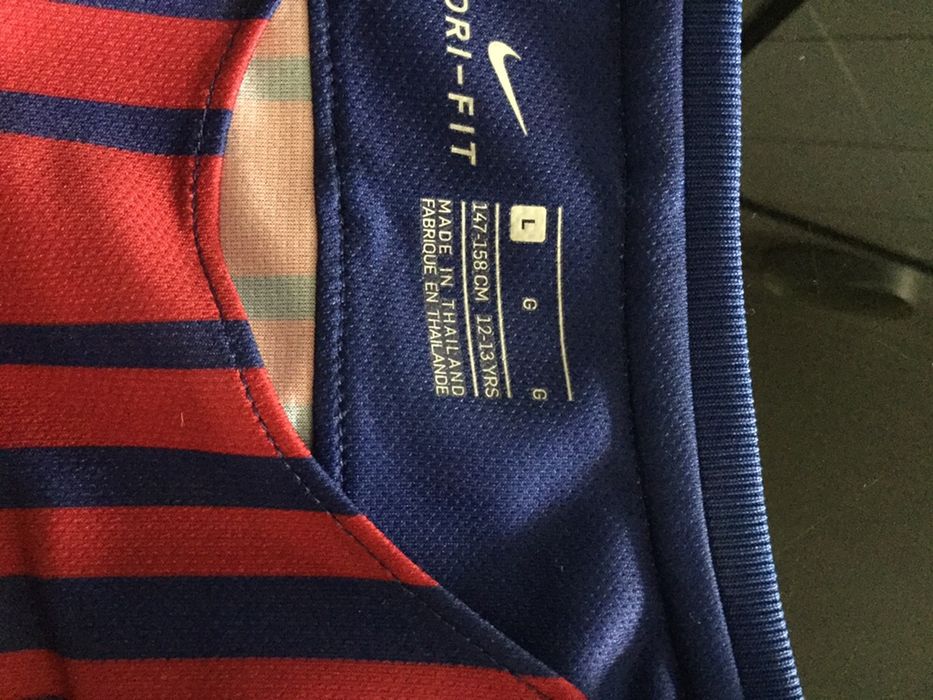 DRI-FIT
L G G
147-158 CM 12-13 YRS
MADE IN THAILAND
FABRIQUE EN THAILANDE